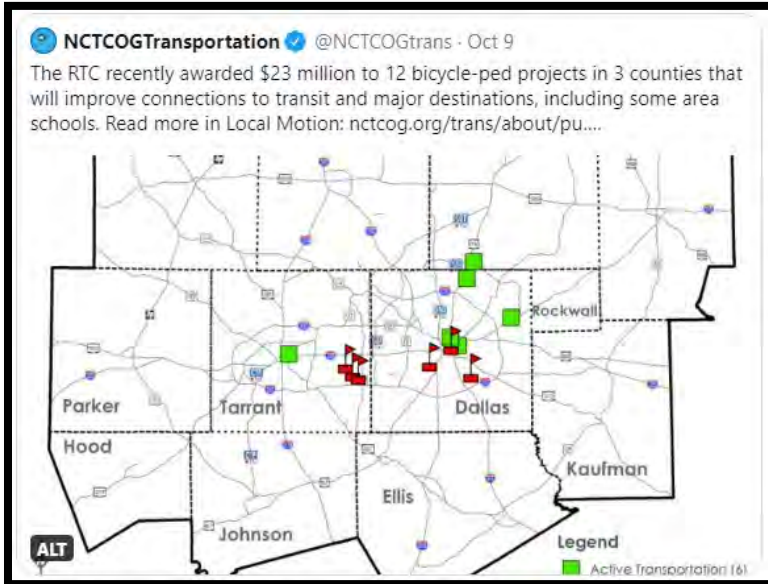 NCTCOGTransportation @NCTCOGtrans · Oct 9
The RTC recently awarded $23 million to 12 bicycle-ped projects in 3 counties that
will improve connections to transit and major destinations, including some area
schools. Read more in Local Motion: nctcog.org/trans/about/pu....
Rockwall
Parker
Tarrant
Dallas
Hood
Kaufman
Ellis
Johnson
Legend
ALT
Active Transportation (6)